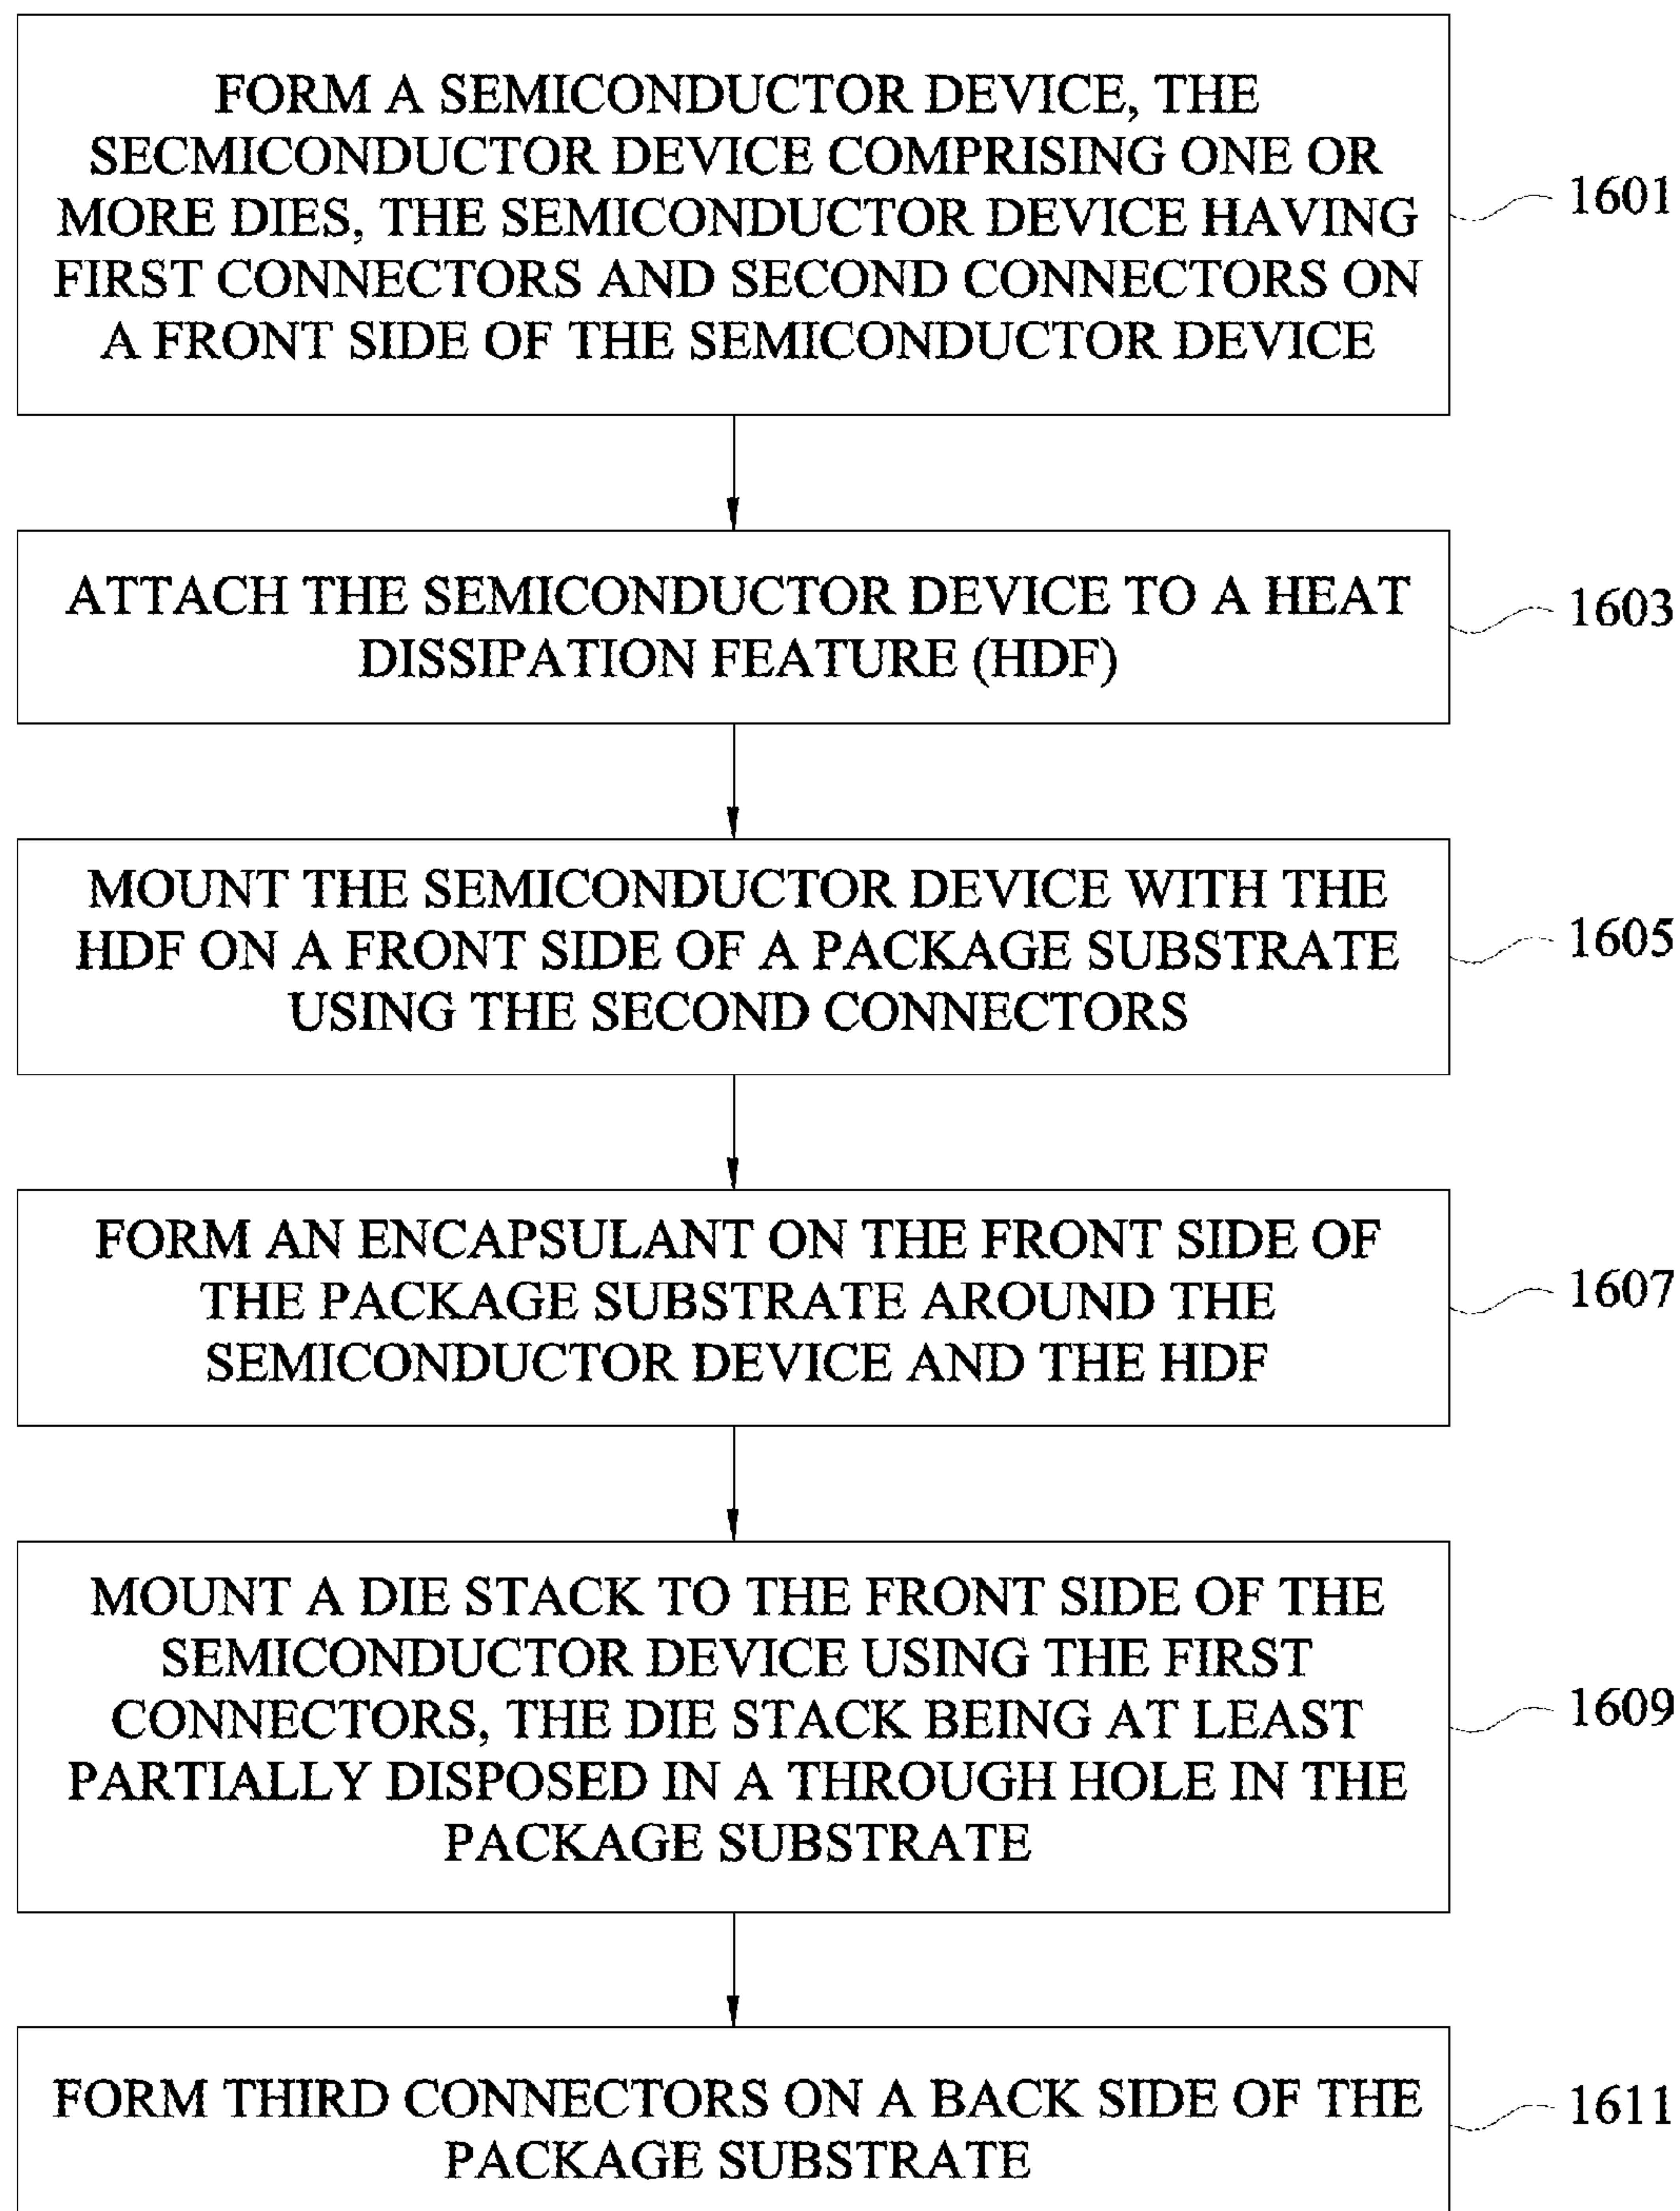 FORM A SEMICONDUCTOR DEVICE, THE
SECMICONDUCTOR DEVICE COMPRISING ONE OR
MORE DIES, THE SEMICONDUCTOR DEVICE HAVING
FIRST CONNECTORS AND SECOND CONNECTORS ON
A FRONT SIDE OF THE SEMICONDUCTOR DEVICE
1601
ATTACH THE SEMICONDUCTOR DEVICE TO A HEAT
DISSIPATION FEATURE (HDF)
1603
MOUNT THE SEMICONDUCTOR DEVICE WITH THE
HDF ON A FRONT SIDE OF A PACKAGE SUBSTRATE
USING THE SECOND CONNECTORS
1605
FORM AN ENCAPSULANT ON THE FRONT SIDE OF
THE PACKAGE SUBSTRATE AROUND THE
SEMICONDUCTOR DEVICE AND THE HDF
1607
MOUNT A DIE STACK TO THE FRONT SIDE OF THE
SEMICONDUCTOR DEVICE USING THE FIRST
CONNECTORS, THE DIE STACK BEING AT LEAST
PARTIALLY DISPOSED IN A THROUGH HOLE IN THE
PACKAGE SUBSTRATE
1609
FORM THIRD CONNECTORS ON A BACK SIDE OF THE
PACKAGE SUBSTRATE
1611